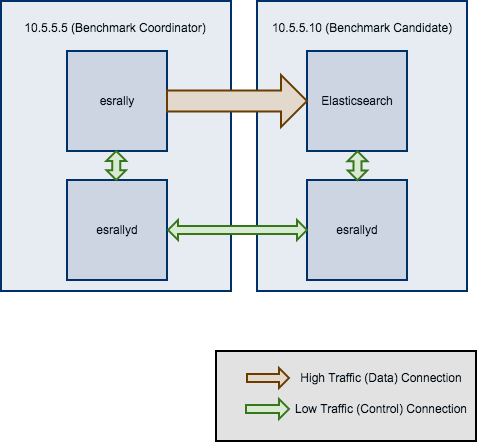 10.5.5.5 (Benchmark Coordinator)
10.5.5.10 (Benchmark Candidate)
esrally
Elasticsearch
esrallyd
esrallyd
High Traffic (Data) Connection
Low Traffic (Control) Connection